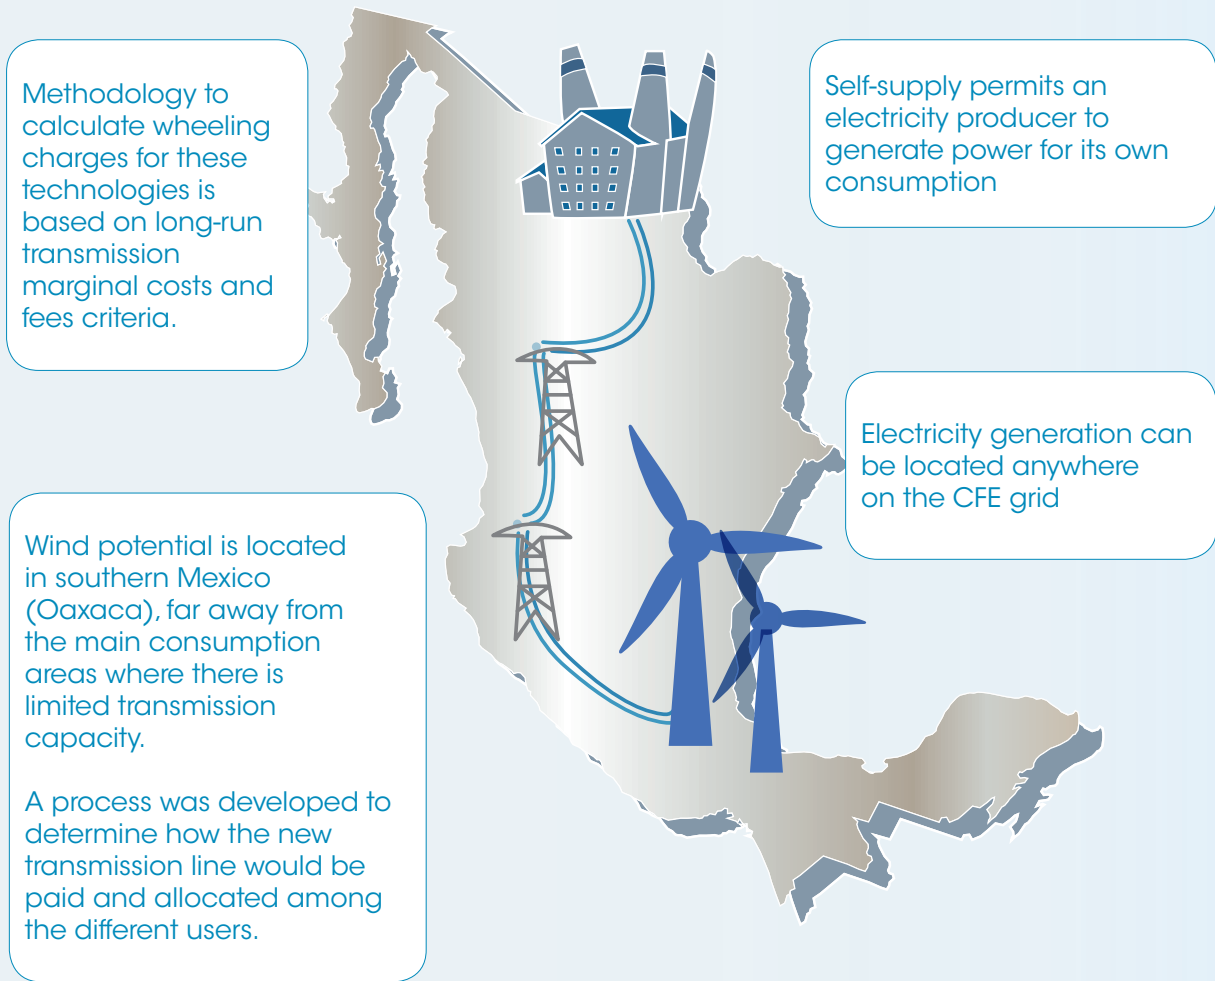 Methodology to
calculate wheeling
charges for these
technologies is
based on long-run
transmission
marginal costs and
fees criteria.
Self-supply permits an
electricity producer to
generate power for its own
consumption
Electricity generation can
be located anywhere
on the CFE grid
Wind potential is located
in southern Mexico
(Oaxaca), far away from
the main consumption
areas where there is
limited transmission
capacity.
A process was developed to
determine how the new
transmission line would be
paid and allocated among
the different users.